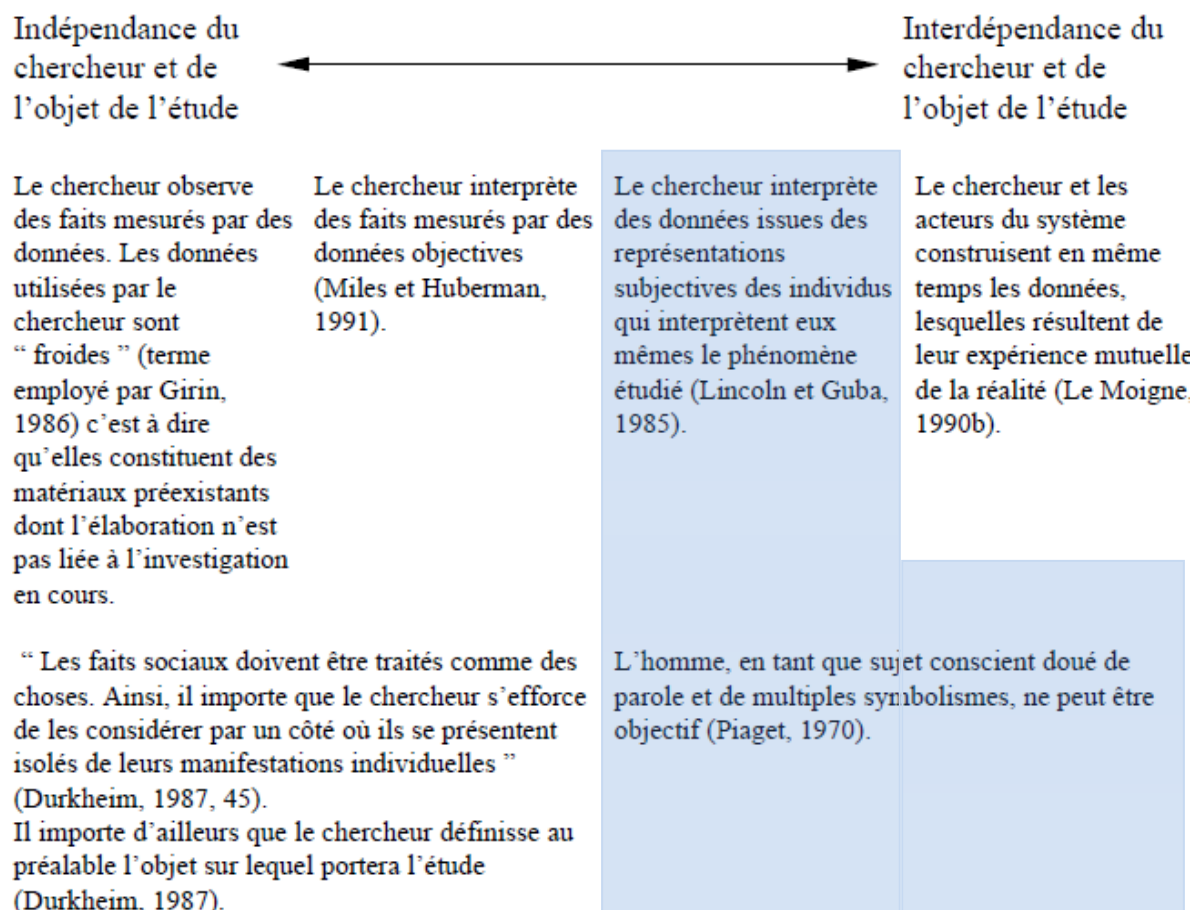 Indépendance du
chercheur et de
l’objet de l’étude
Interdépendance du
chercheur et de
l’objet de l’étude
Le chercheur observe
des faits mesurés par des
données. Les données
utilisées par le
chercheur sont
“ froides ” (terme
employé par Girin,
1986) c’est à dire
qu’elles constituent des
matériaux préexistants
dont l’élaboration n’est
pas liée à l’investigation
en cours.
Le chercheur interprète
des faits mesurés par des
données objectives
(Miles et Huberman,
1991).
Le chercheur interprète
des données issues des
représentations
subjectives des individus
qui interprètent eux
mêmes le phénomène
étudié (Lincoln et Guba,
1985).
Le chercheur et les
acteurs du système
construisent en même
temps les données,
lesquelles résultent de
leur expérience mutuelle
de la réalité (Le Moigne,
1990b).
“ Les faits sociaux doivent être traités comme des
choses. Ainsi, il importe que le chercheur s’efforce
de les considérer par un côté où ils se présentent
isolés de leurs manifestations individuelles ”
(Durkheim, 1987, 45).
Il importe d’ailleurs que le chercheur définisse au
préalable l’objet sur lequel portera l’étude
(Durkheim, 1987).
L’homme, en tant que sujet conscient doué de
parole et de multiples symbolismes, ne peut être
objectif (Piaget, 1970).